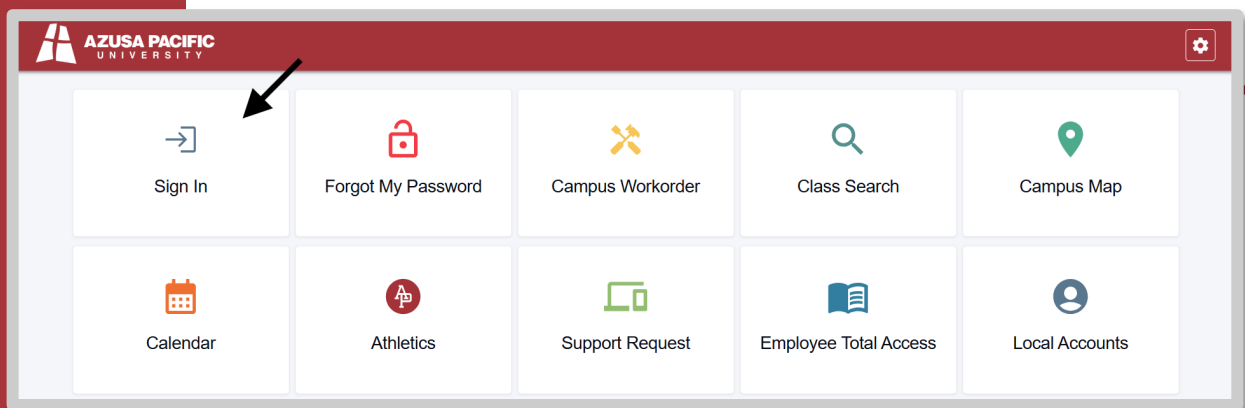 AZUSA PACIFIC
UNIVERSITY
Sign In
Forgot My Password
Campus Workorder
Class Search
Campus Map
Calendar
Athletics
Support Request
Employee Total Access
Local Accounts